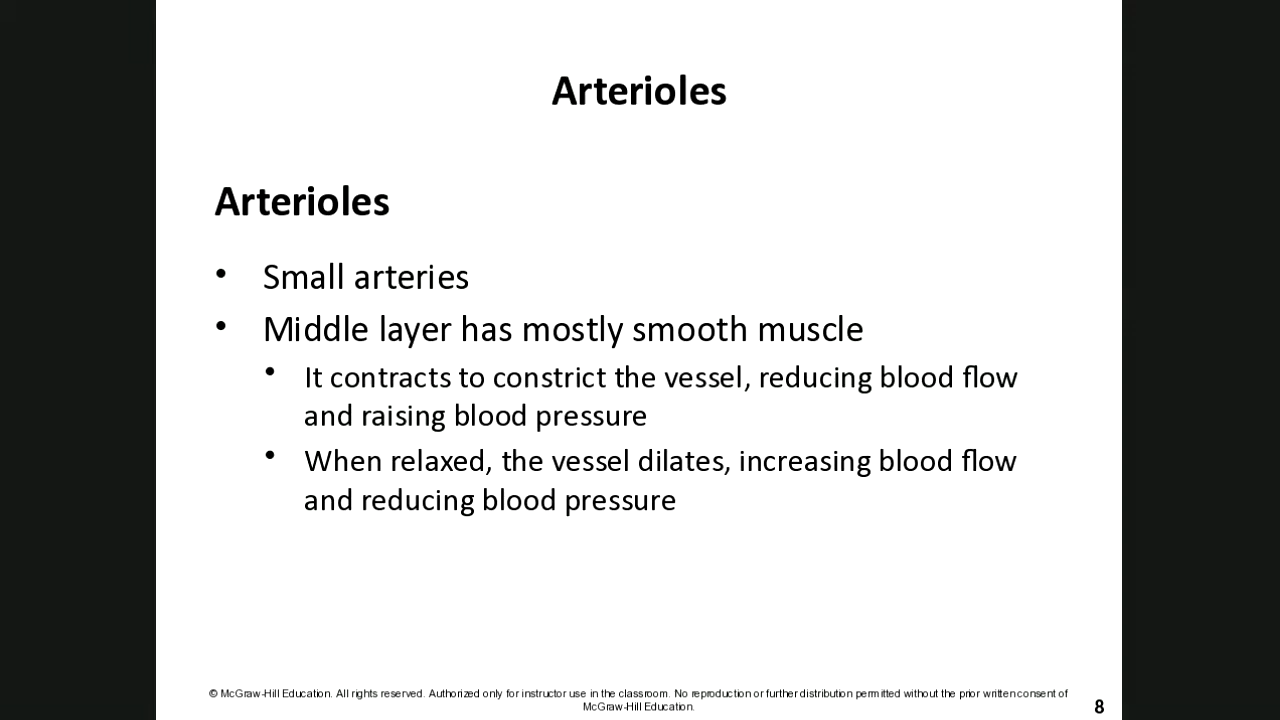 Arterioles
Arterioles
• Small arteries
• Middle layer has mostly smooth muscle
• It contracts to constrict the vessel, reducing blood flow
and raising blood pressure
• When relaxed, the vessel dilates, increasing blood flow
and reducing blood pressure
© McGraw-Hill Education. All rights reserved. Authorized only for instructor use in the classroom. No reproduction or further distribution permitted without the prior written consent of
McGraw-Hill Education.
8